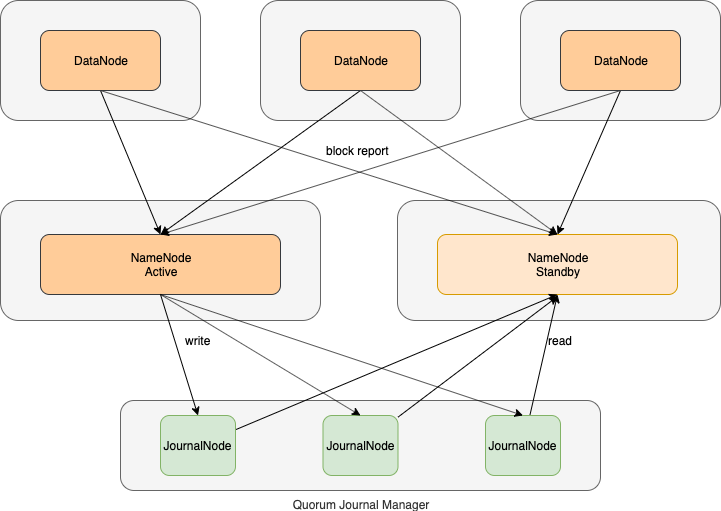 DataNode
DataNode
DataNode
block report
NameNode
Active
NameNode
Standby
write
read
JournalNode
JournalNode
JournalNode
Quorum Journal Manager